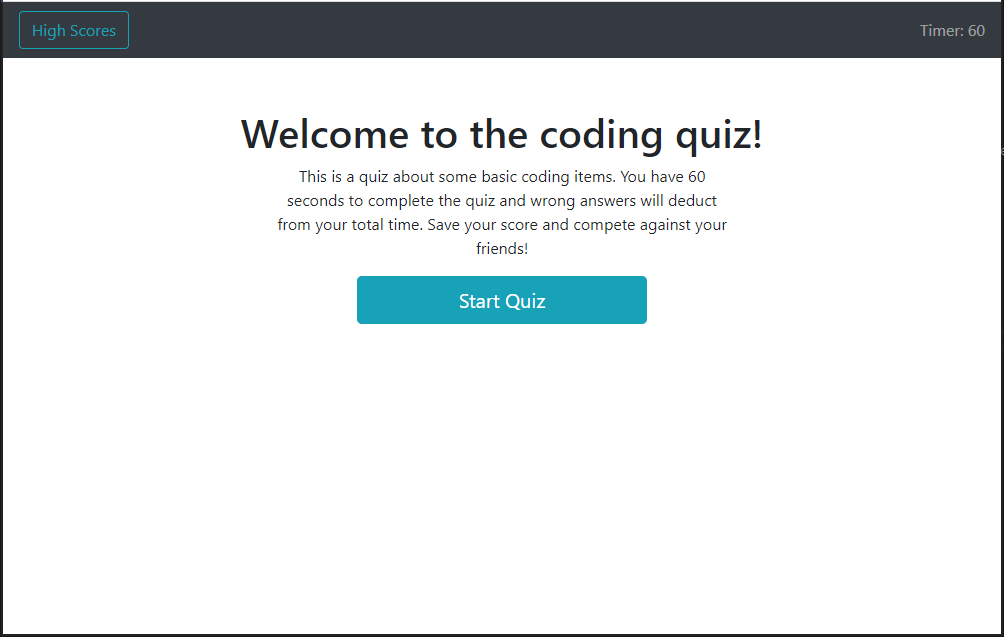 High Scores
Timer: 60
Welcome to the coding quiz!
This is a quiz about some basic coding items. You have 60
seconds to complete the quiz and wrong answers will deduct
from your total time. Save your score and compete against your
friends!
Start Quiz